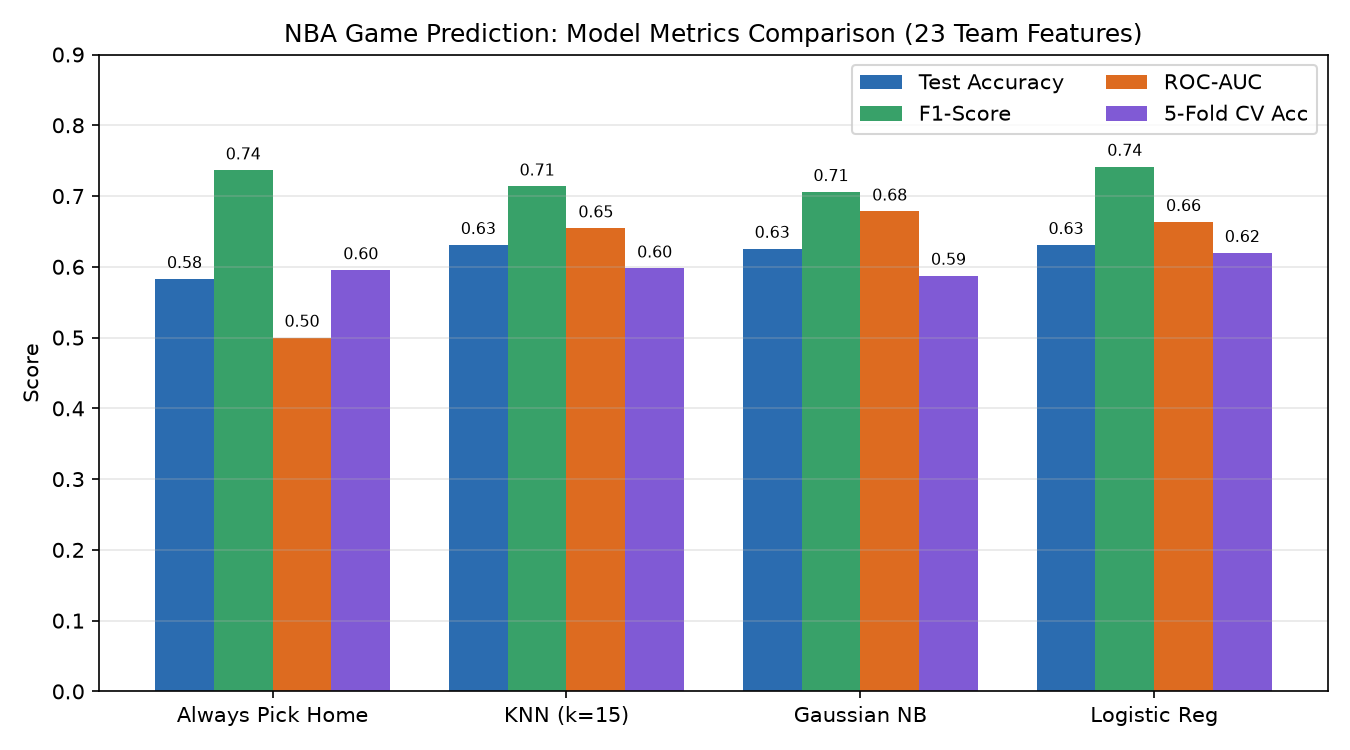 NBA Game Prediction: Model Metrics Comparison (23 Team Features)
Test Accuracy
F1-Score
ROC-AUC
5-Fold CV Acc
Score
0.9
0.8
0.7
0.6
0.5
0.4
0.3
0.2
0.1
0.0
0.58
0.74
0.50
0.60
0.63
0.71
0.65
0.60
0.63
0.71
0.68
0.59
0.63
0.74
0.66
0.62
Always Pick Home
KNN (k=15)
Gaussian NB
Logistic Reg